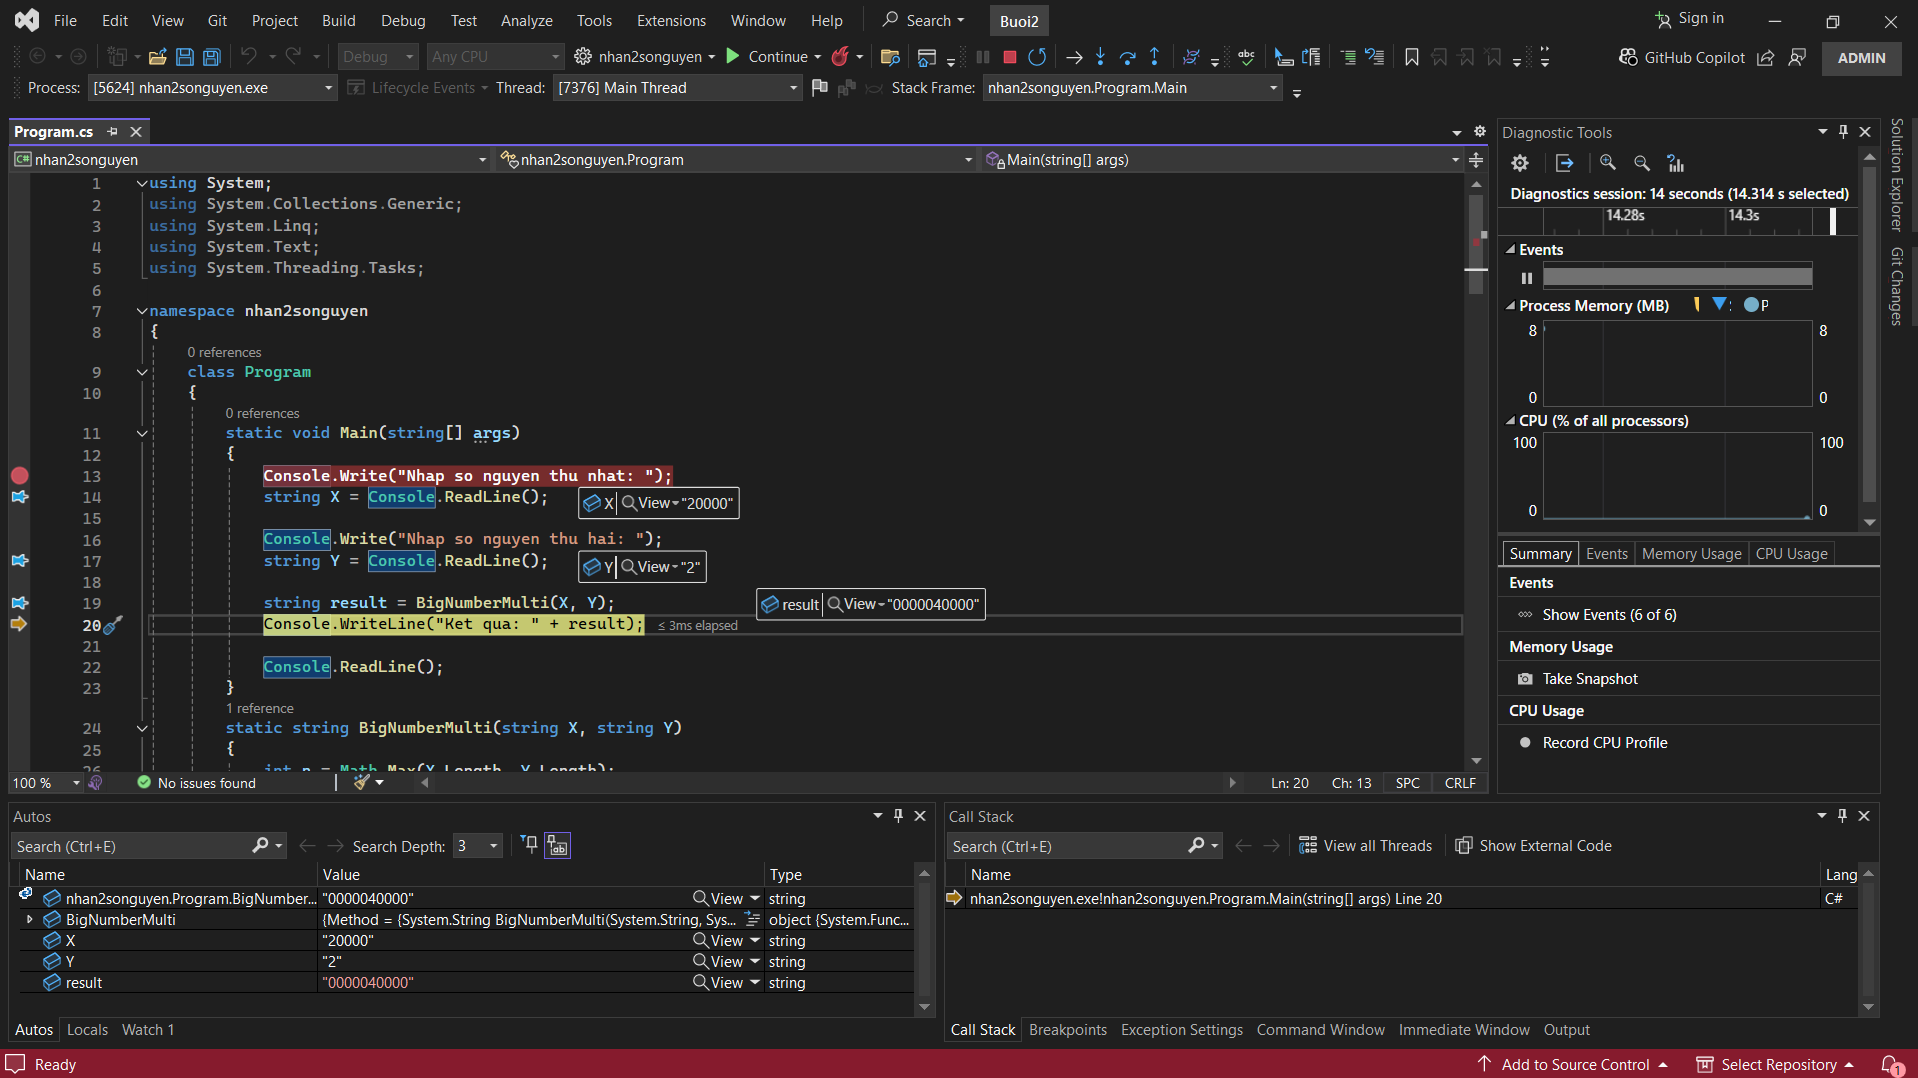 File Edit View Git Project Build Debug Test Analyze Tools Extensions Window Help Search Buoi2 Sign in
Debug Any CPU nhan2songuyen Continue abc GitHub Copilot ADMIN
Process: [5624] nhan2songuyen.exe Lifecycle Events Thread: [7376] Main Thread Stack Frame: nhan2songuyen.Program.Main
Program.cs
C# nhan2songuyen nhan2songuyen.Program Main(string[] args)
1 using System;
2 using System.Collections.Generic;
3 using System.Linq;
4 using System.Text;
5 using System.Threading.Tasks;
6
7 namespace nhan2songuyen
8 {
0 references
9 class Program
10 {
0 references
11 static void Main(string[] args)
12 {
13 Console.Write("Nhap so nguyen thu nhat: ");
14 string X = Console.ReadLine(); X View "20000"
15
16 Console.Write("Nhap so nguyen thu hai: ");
17 string Y = Console.ReadLine(); Y View "2"
18
19 string result = BigNumberMulti(X, Y); result View "0000040000"
20 Console.WriteLine("Ket qua: " + result); ≤ 3ms elapsed
21
22 Console.ReadLine();
23 }
1 reference
24 static string BigNumberMulti(string X, string Y)
25 {
26 int n = Math.Max(X.Length, Y.Length);
100 % No issues found Ln: 20 Ch: 13 SPC CRLF
Diagnostic Tools
Diagnostics session: 14 seconds (14.314 s selected)
14.28s 14.3s
Events
Process Memory (MB) P
8 8
0 0
CPU (% of all processors)
100 100
0 0
Summary Events Memory Usage CPU Usage
Events
Show Events (6 of 6)
Memory Usage
Take Snapshot
CPU Usage
Record CPU Profile
Solution Explorer
Git Changes
Autos
Search (Ctrl+E) Search Depth: 3
Name Value Type
nhan2songuyen.Program.BigNumber... "0000040000" View string
BigNumberMulti {Method = {System.String BigNumberMulti(System.String, Sys... object {System.Func...
X "20000" View string
Y "2" View string
result "0000040000" View string
Autos Locals Watch 1
Call Stack
Search (Ctrl+E) View all Threads Show External Code
Name Lang
nhan2songuyen.exe!nhan2songuyen.Program.Main(string[] args) Line 20 C#
Call Stack Breakpoints Exception Settings Command Window Immediate Window Output
Ready Add to Source Control Select Repository 1